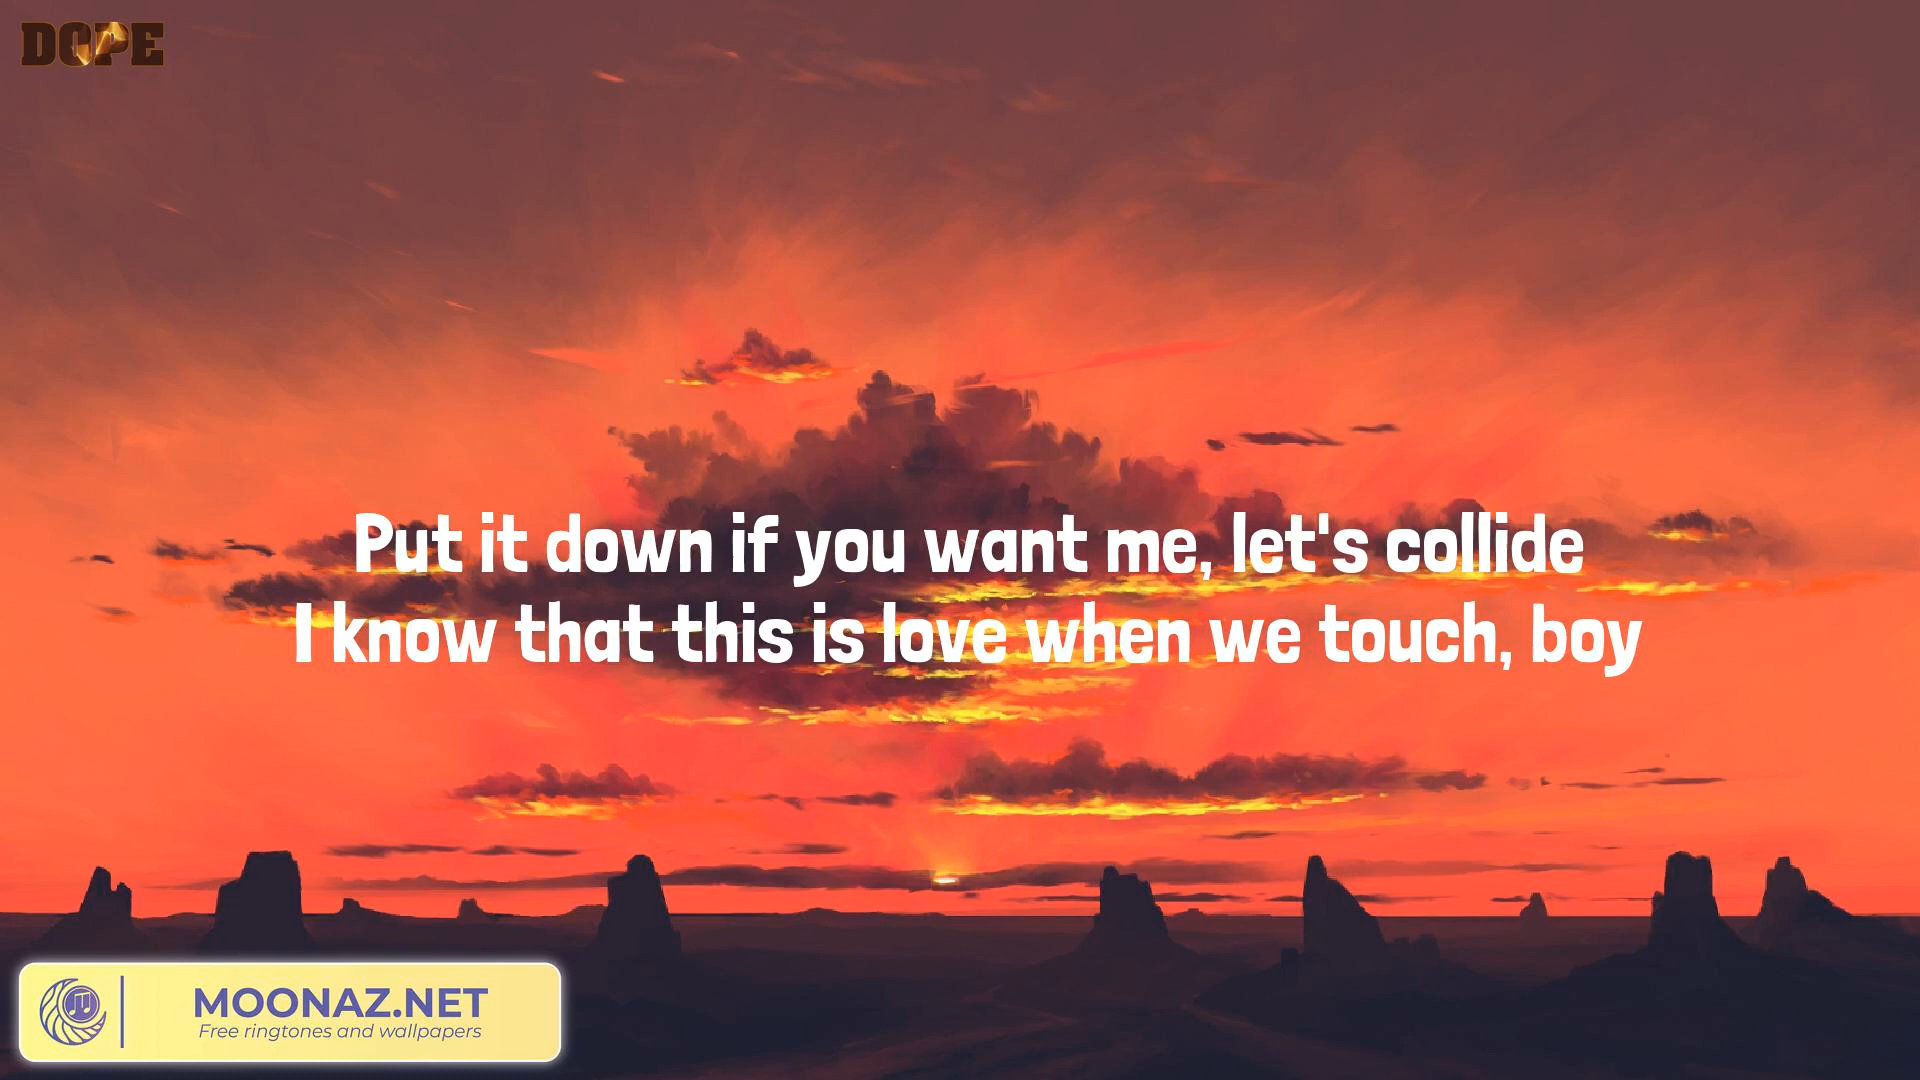 DOPE
Put it down if you want me, let's collide
I know that this is love when we touch, boy
MOONAZ.NET
Free ringtones and wallpapers